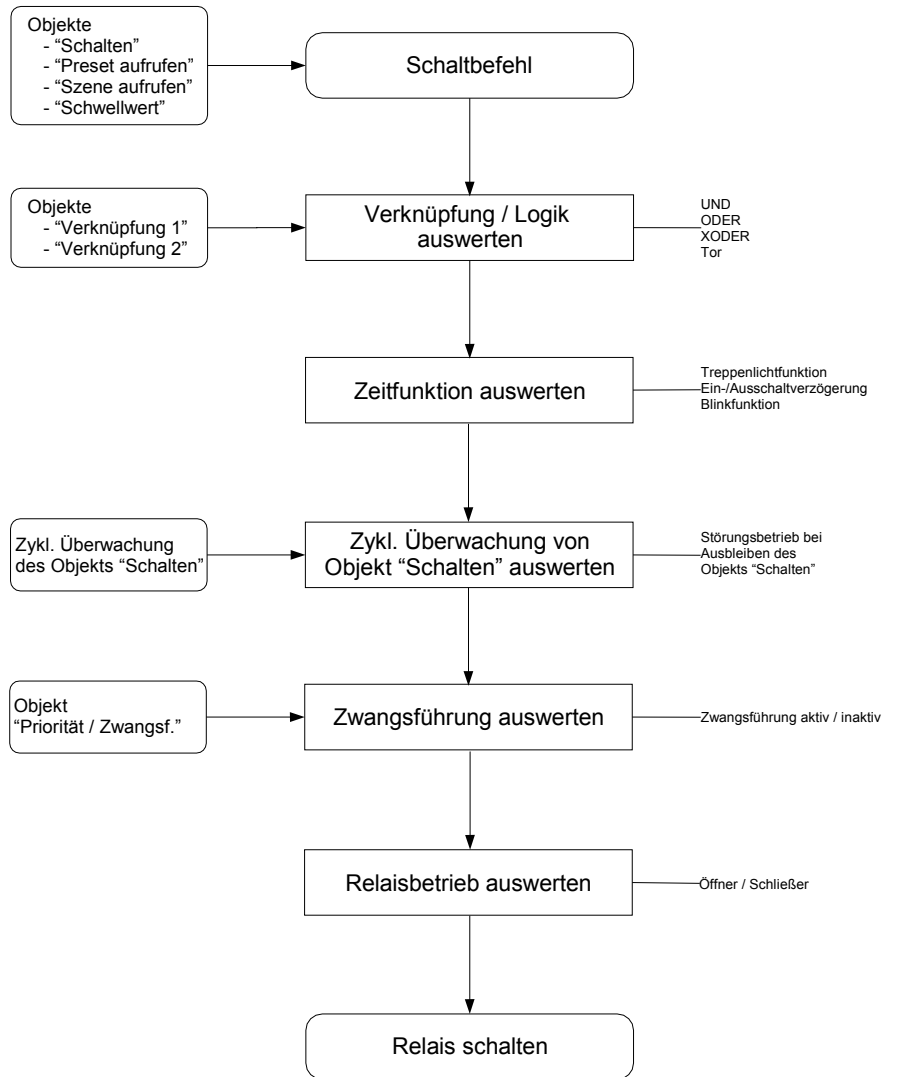 Objekte
- “Schalten”
- “Preset aufrufen”
- “Szene aufrufen”
- “Schwellwert”
Schaltbefehl
Objekte
- “Verknüpfung 1”
- “Verknüpfung 2”
Verknüpfung / Logik
auswerten
UND
ODER
XODER
Tor
Zeitfunktion auswerten
Treppenlichtfunktion
Ein-/Ausschaltverzögerung
Blinkfunktion
Zykl. Überwachung
des Objekts “Schalten”
Zykl. Überwachung von
Objekt “Schalten” auswerten
Störungsbetrieb bei
Ausbleiben des
Objekts “Schalten”
Objekt
“Priorität / Zwangsf.”
Zwangsführung auswerten
Zwangsführung aktiv / inaktiv
Relaisbetrieb auswerten
Öffner / Schließer
Relais schalten